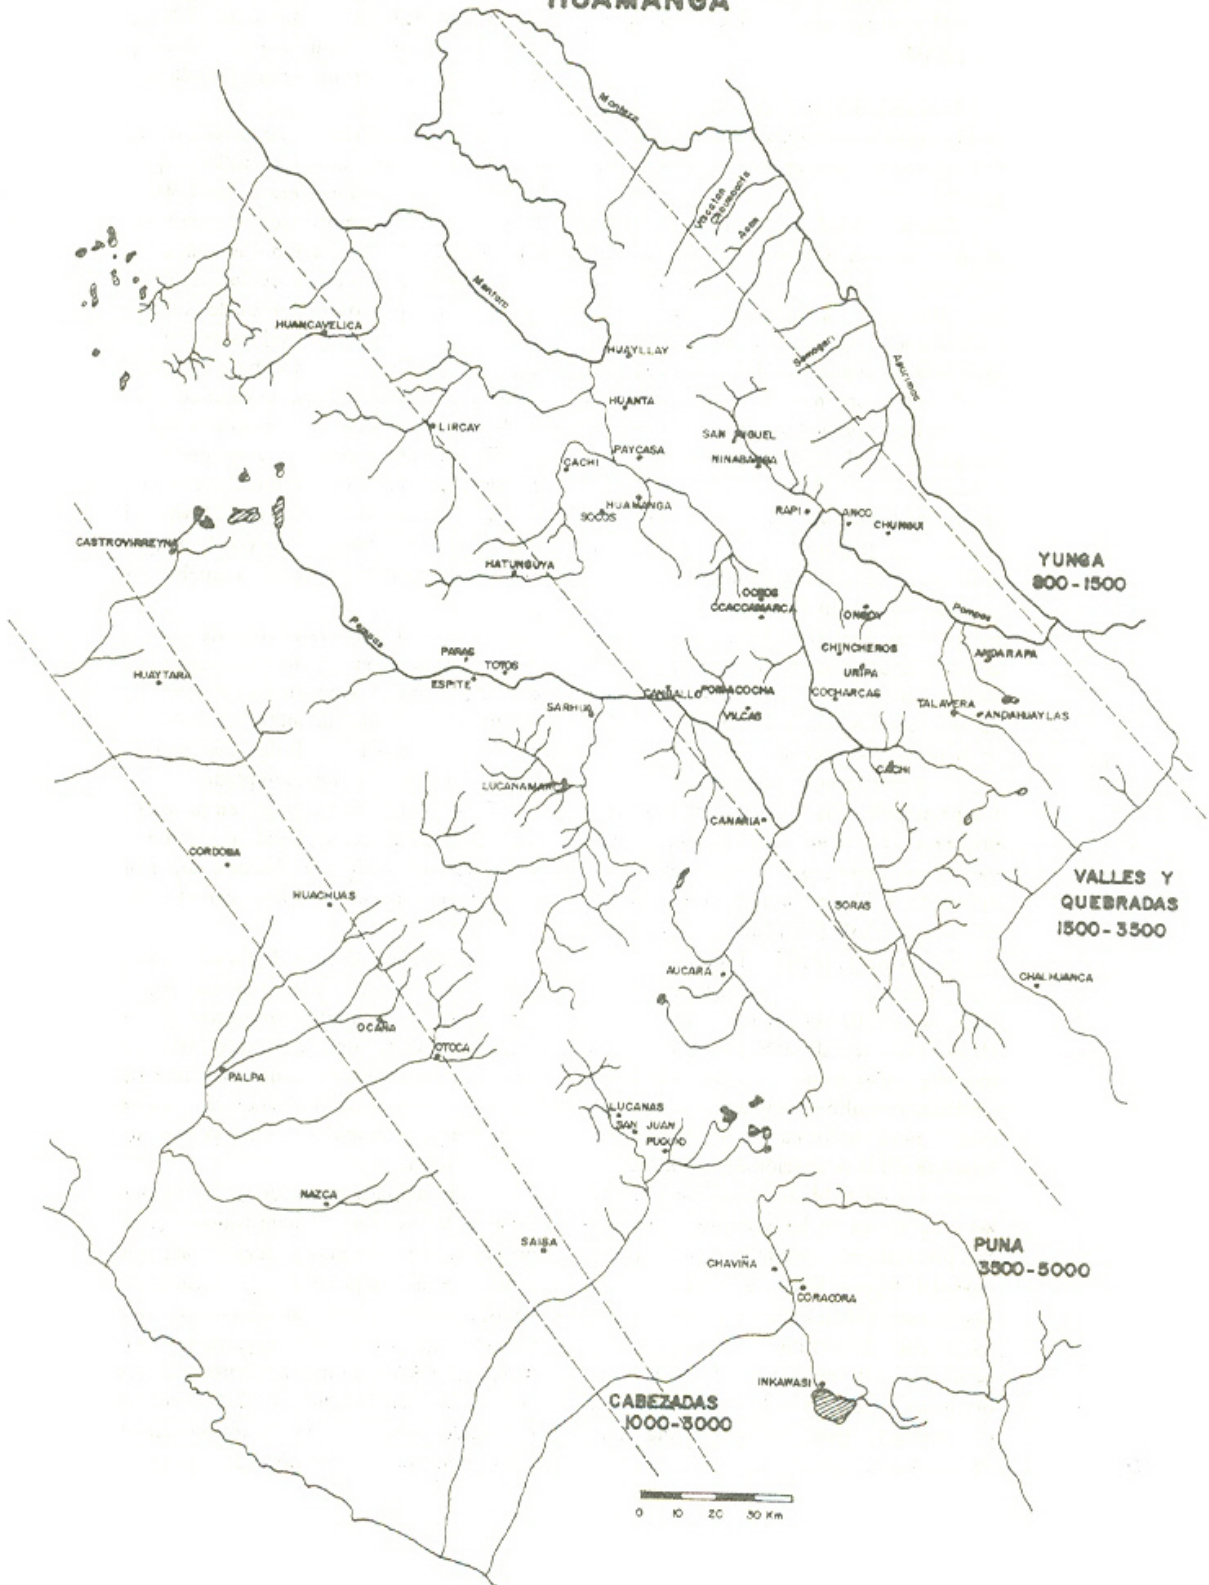 HUAMANGA
Mantaro
Viscatan
Choimacota
Acon
Mantaro
HUANCAVELICA
HUAYLLAY
Samogari
Apurimac
HUANTA
LIRCAY
SAN MIGUEL
PAYCASA
NINABAMBA
CACHI
HUAMANGA
SOCOS
RAPI
ANCO
CHUNGUI
CASTROVIRREYNA
YUNGA
800-1500
HATUNGUYA
OCROS
CCACCAMARCA
ONGOY
Pampas
Pampas
CHINCHEROS
ANDARAPA
PARAS
TOTOS
URIPA
HUAYTARA
ESPITE
CANGALLO
POMACOCHA
COCHARCAS
SARHUA
VILCAS
TALAVERA
ANDAHUAYLAS
CACHI
LUCANAMARCA
CANARIA
CORDOBA
VALLES Y
QUEBRADAS
1500-3500
HUACHUAS
SORAS
AUCARA
CHALHUANCA
OCAÑA
OTOCA
PALPA
LUCANAS
SAN JUAN
PUQUIO
NAZCA
SAISA
PUNA
3500-5000
CHAVIÑA
CORACORA
INKAWASI
CABEZADAS
1000-3000
0 10 20 30 Km